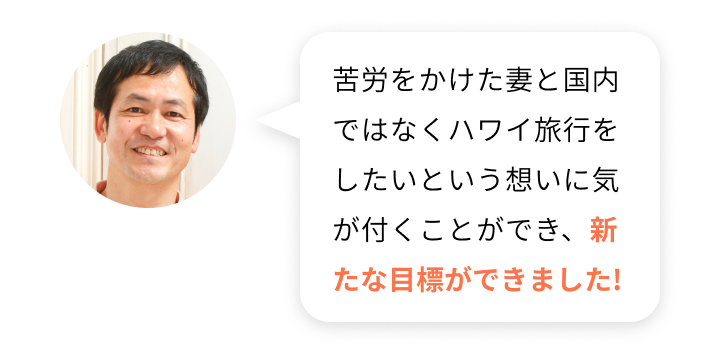 苦労をかけた妻と国内
ではなくハワイ旅行を
したいという想いに気
が付くことができ、新
たな目標ができました!